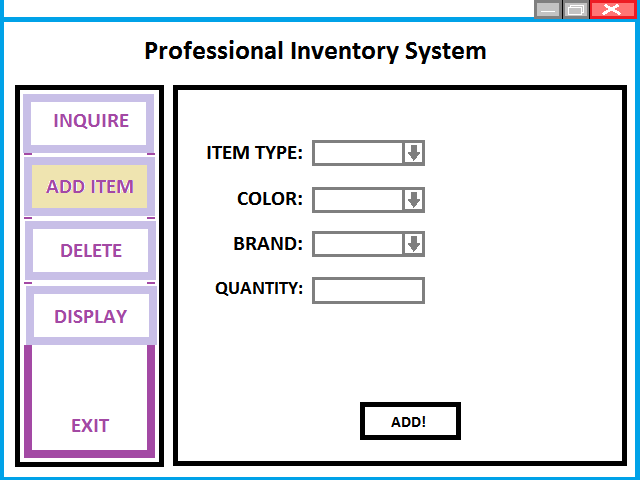 Professional Inventory System
INQUIRE
ADD ITEM
DELETE
DISPLAY
EXIT
ITEM TYPE:
COLOR:
BRAND:
QUANTITY:
ADD!